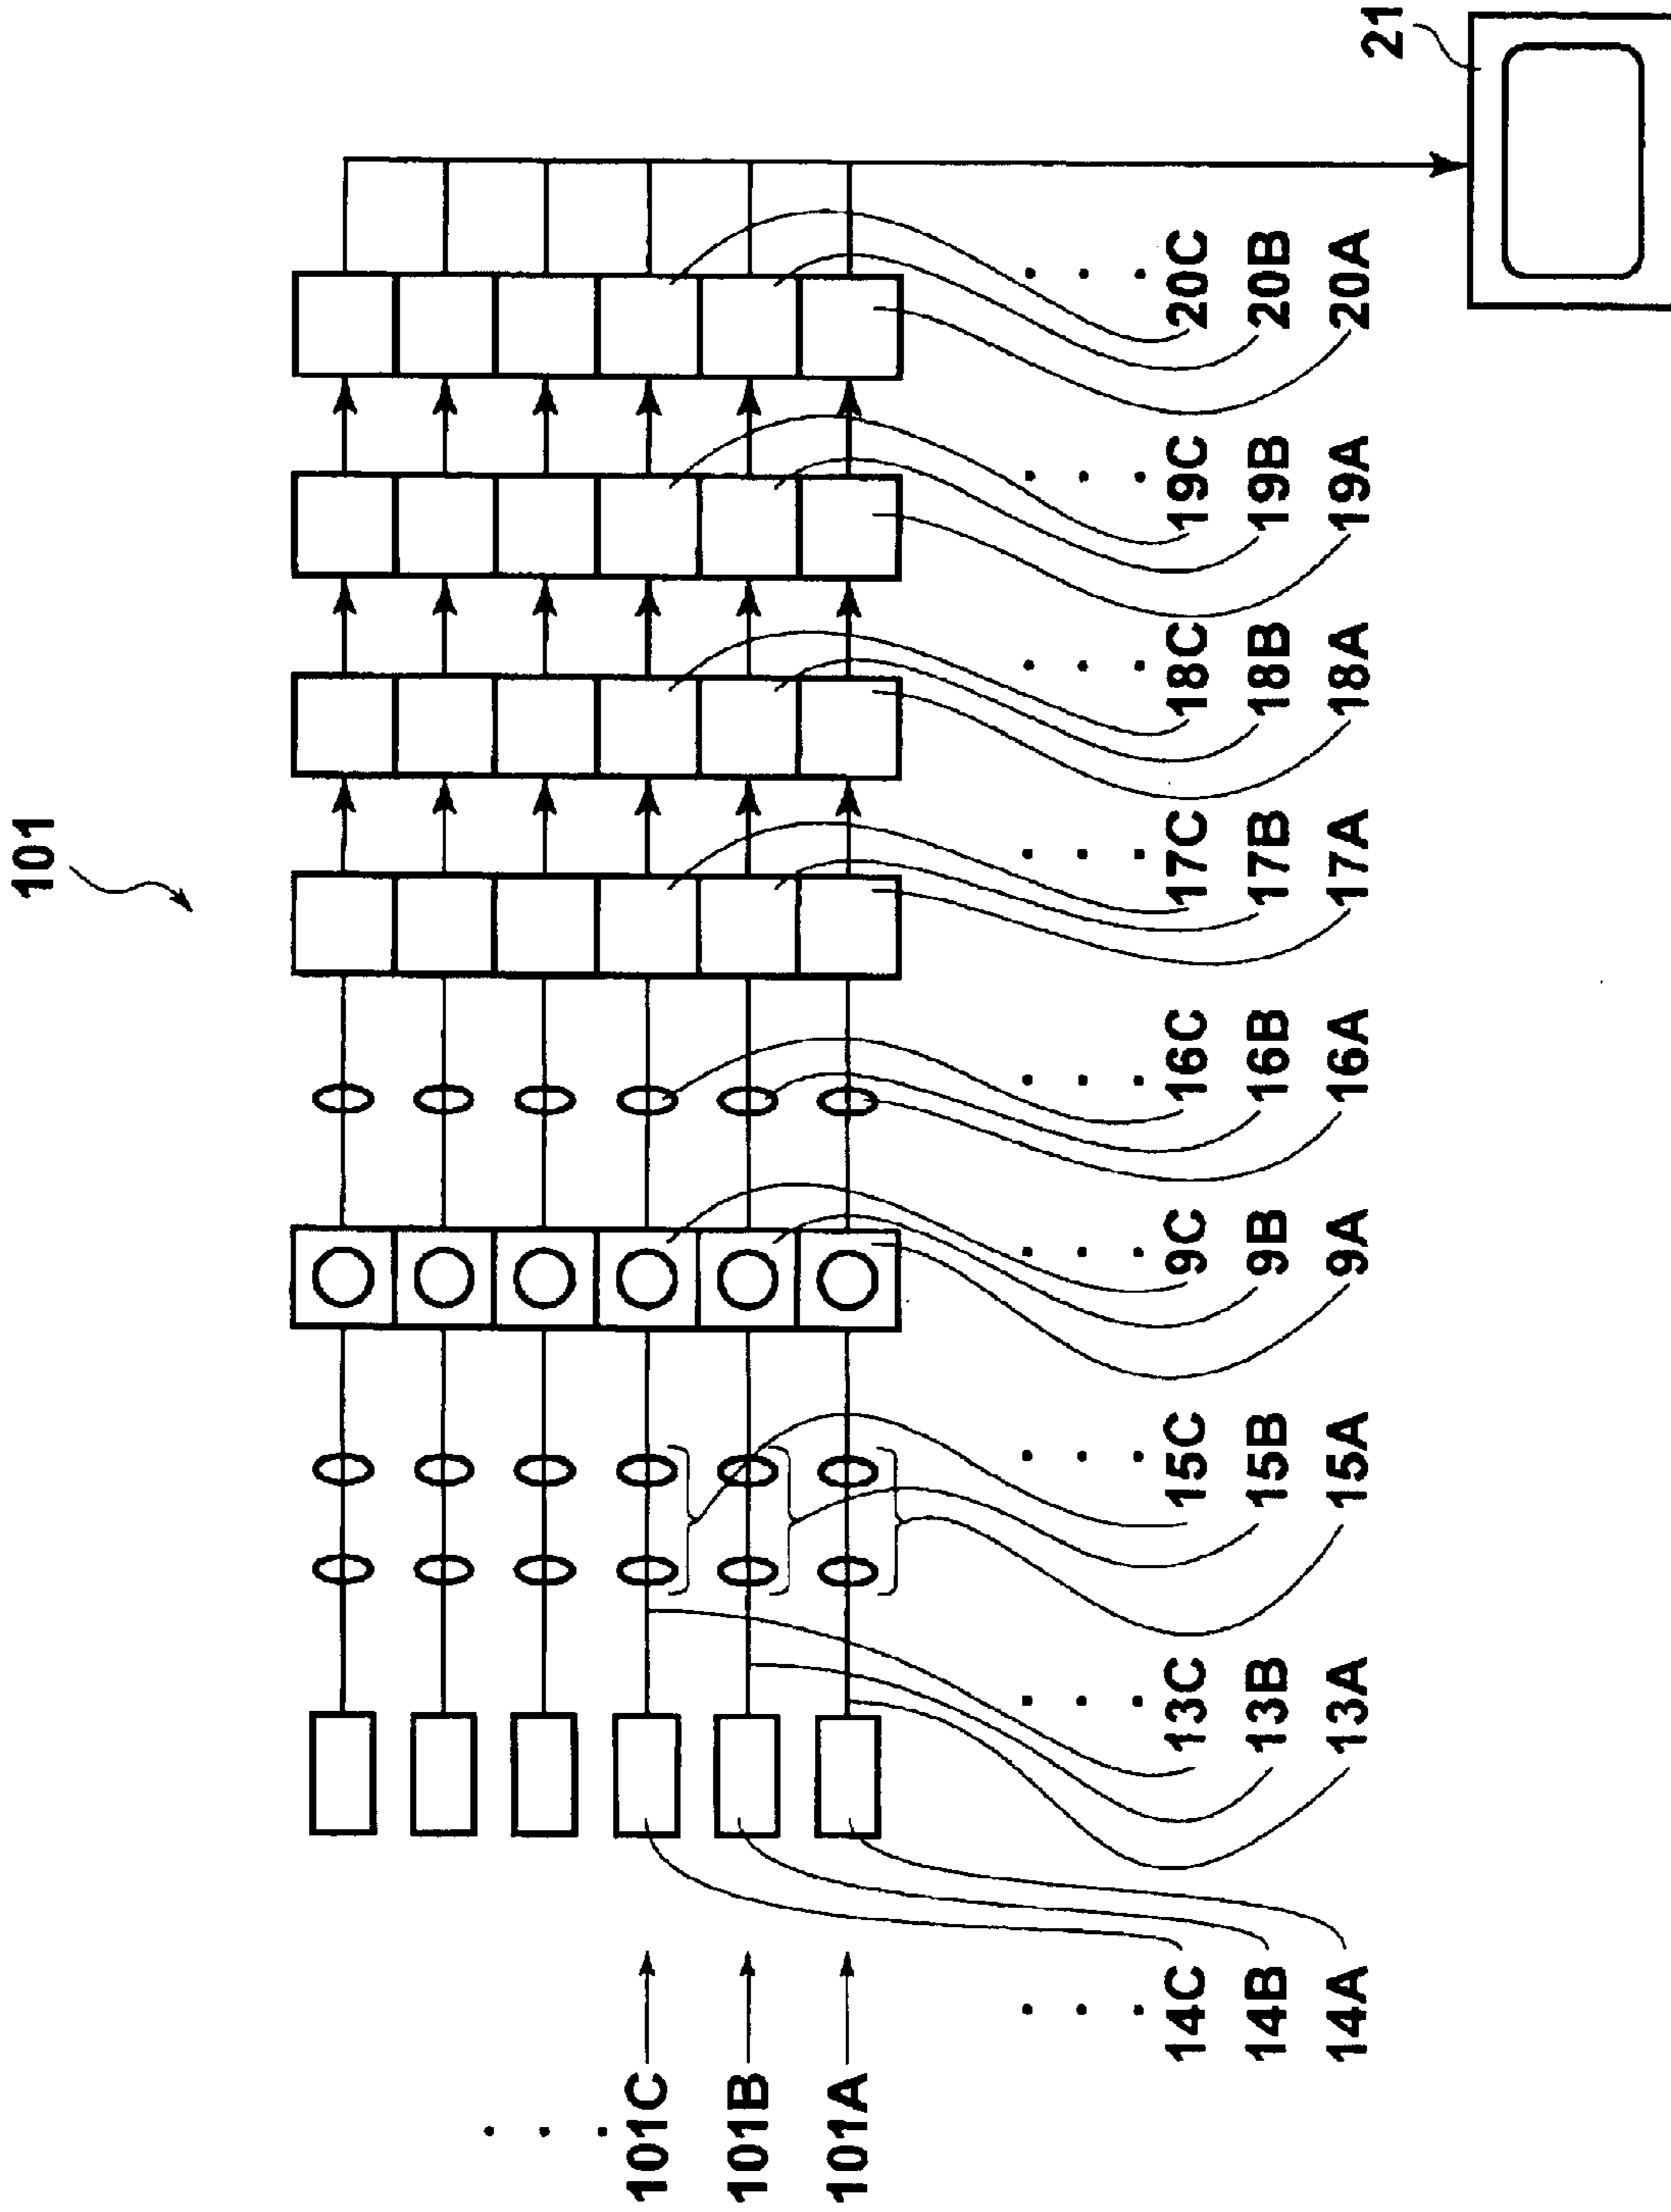 101
101C
101B
101A
. . .
14C
14B
14A
. . .
13C
13B
13A
. . .
15C
15B
15A
. . .
9C
9B
9A
. . .
16C
16B
16A
. . .
17C
17B
17A
. . .
18C
18B
18A
. . .
19C
19B
19A
. . .
20C
20B
20A
. . .
21